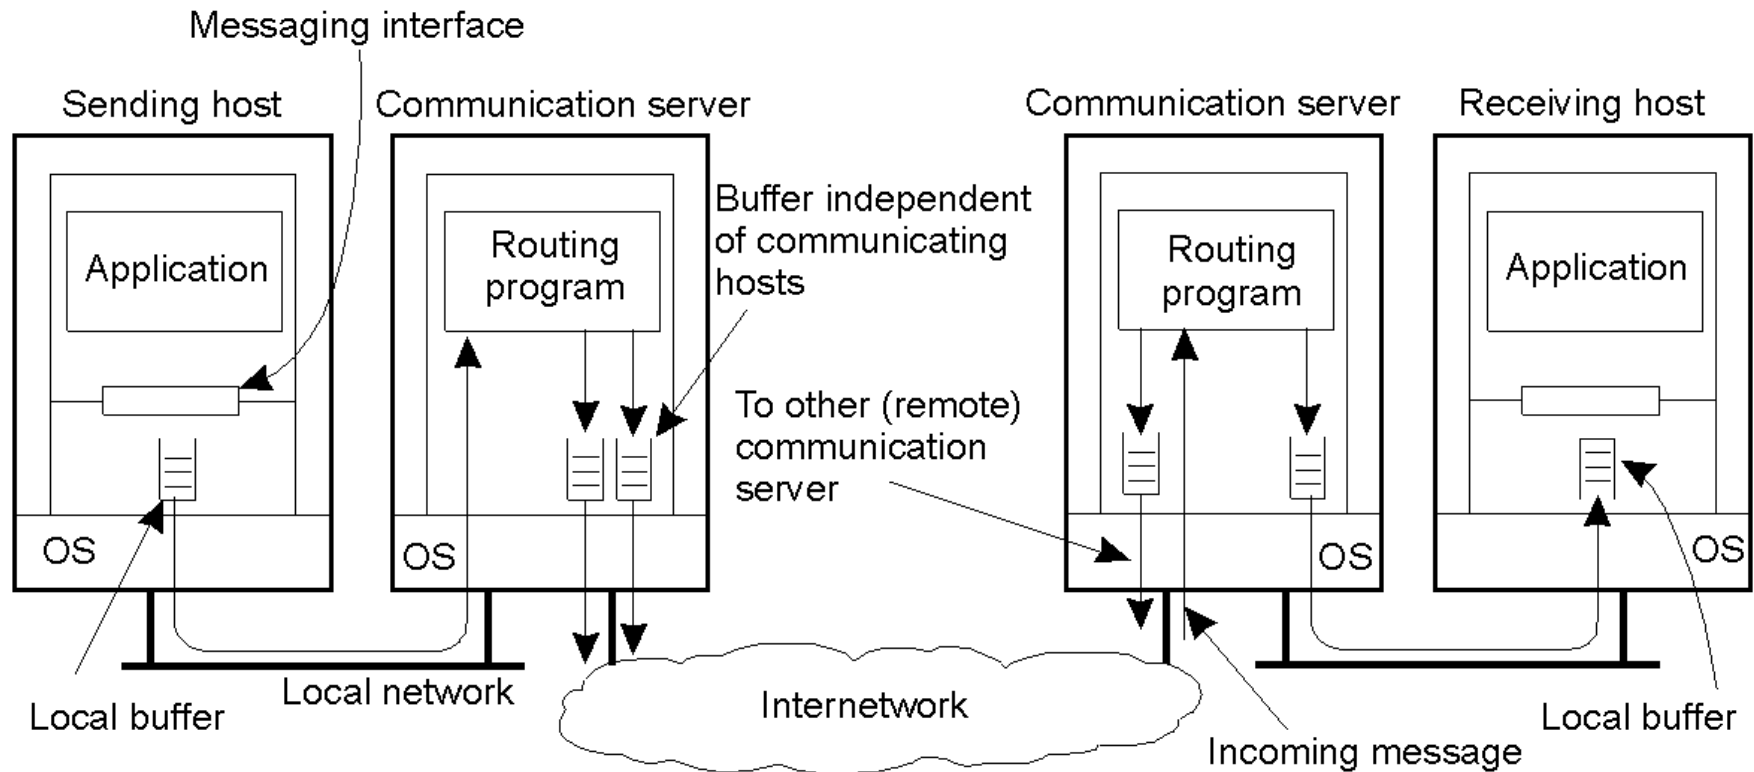 Messaging interface
Sending host
Communication server
Communication server
Receiving host
Application
Routing
program
Buffer independent
of communicating
hosts
Routing
program
Application
To other (remote)
communication
server
OS
OS
OS
OS
Local buffer
Local network
Internetwork
Incoming message
Local buffer